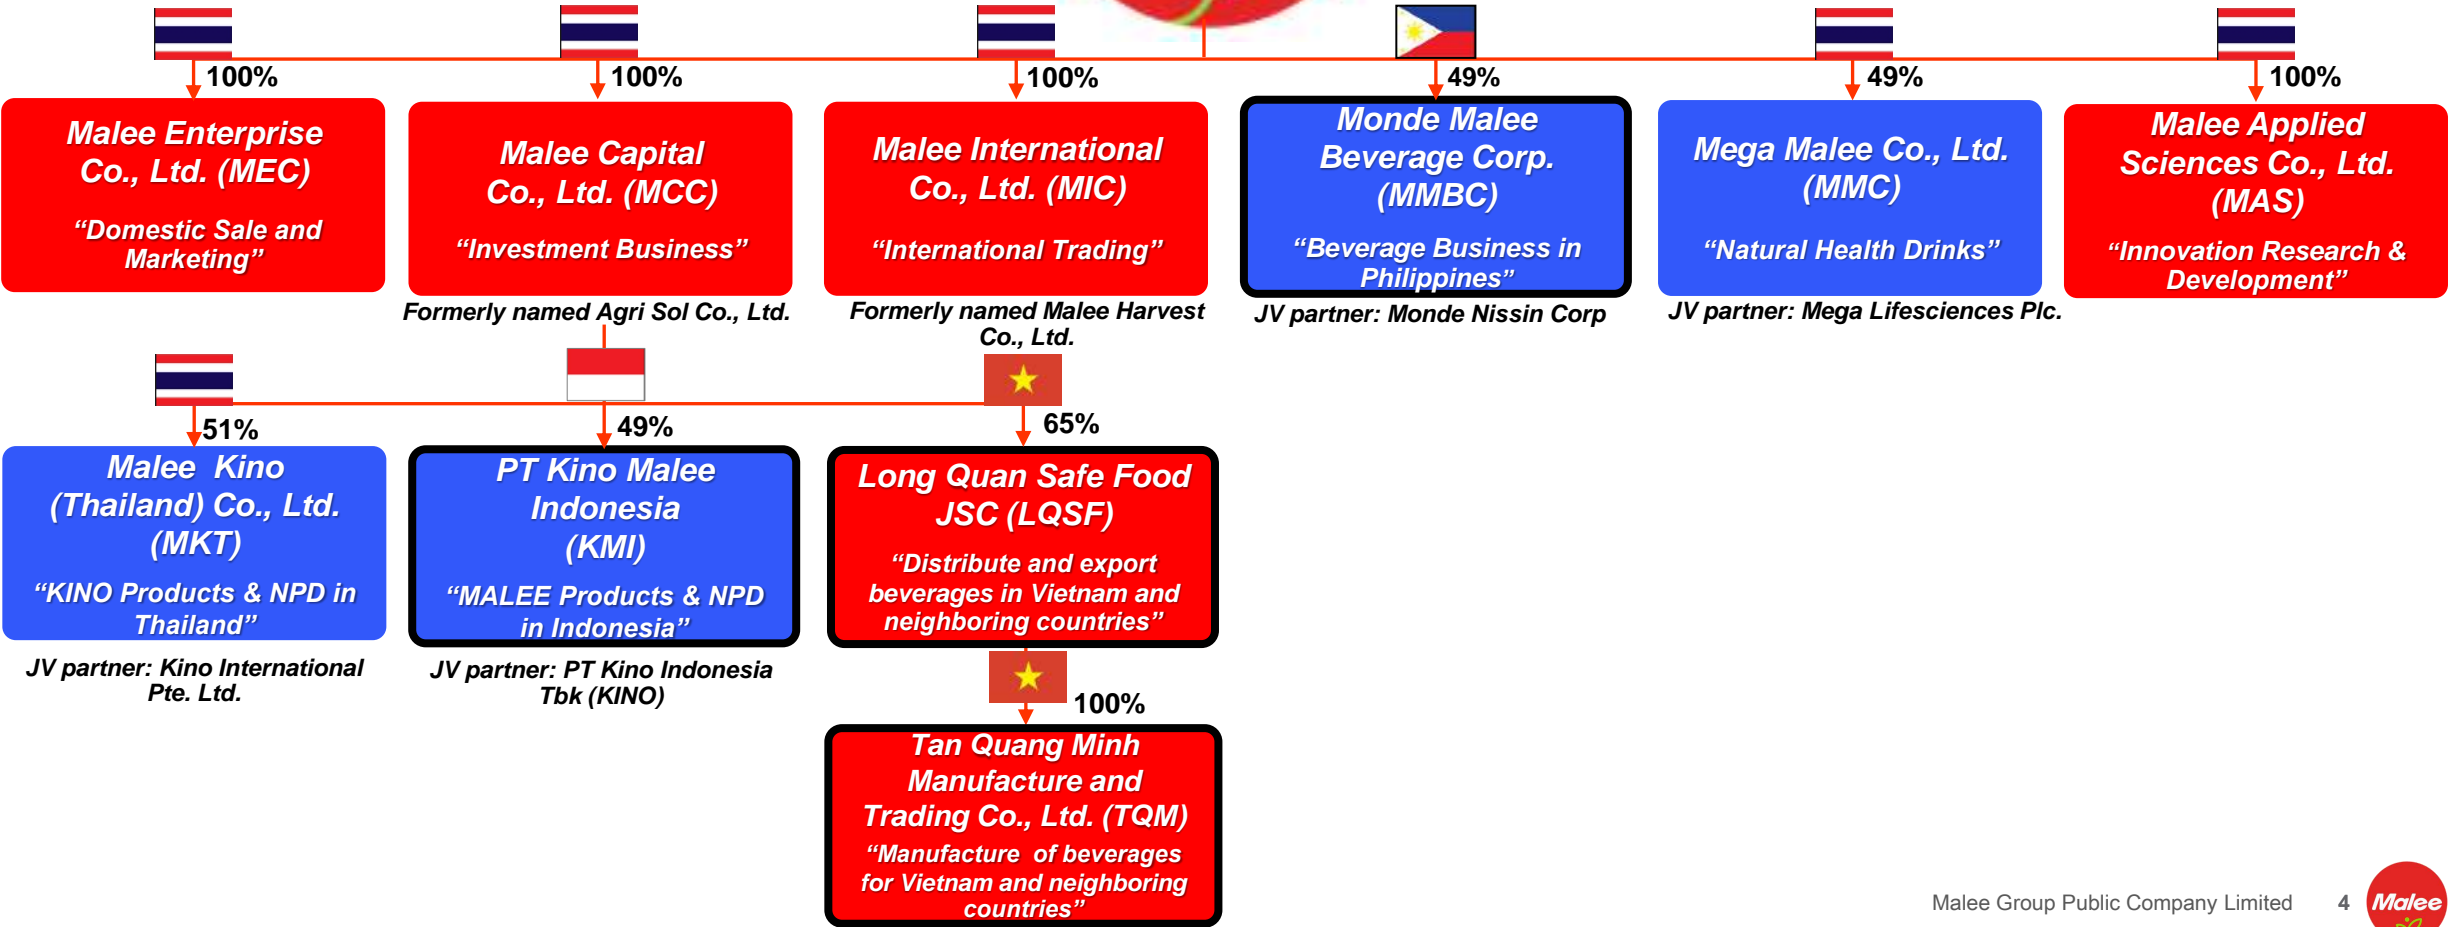 100%
100%
100%
49%
49%
100%
Malee Enterprise
Co., Ltd. (MEC)
“Domestic Sale and
Marketing”
Malee Capital
Co., Ltd. (MCC)
“Investment Business”
Formerly named Agri Sol Co., Ltd.
Malee International
Co., Ltd. (MIC)
“International Trading”
Formerly named Malee Harvest
Co., Ltd.
Monde Malee
Beverage Corp.
(MMBC)
“Beverage Business in
Philippines”
JV partner: Monde Nissin Corp
Mega Malee Co., Ltd.
(MMC)
“Natural Health Drinks”
JV partner: Mega Lifesciences Plc.
Malee Applied
Sciences Co., Ltd.
(MAS)
“Innovation Research &
Development”
51%
49%
65%
Malee Kino
(Thailand) Co., Ltd.
(MKT)
“KINO Products & NPD in
Thailand”
JV partner: Kino International
Pte. Ltd.
PT Kino Malee
Indonesia
(KMI)
“MALEE Products & NPD
in Indonesia”
JV partner: PT Kino Indonesia
Tbk (KINO)
Long Quan Safe Food
JSC (LQSF)
“Distribute and export
beverages in Vietnam and
neighboring countries”
100%
Tan Quang Minh
Manufacture and
Trading Co., Ltd. (TQM)
“Manufacture of beverages
for Vietnam and neighboring
countries”
Malee Group Public Company Limited 4
Malee